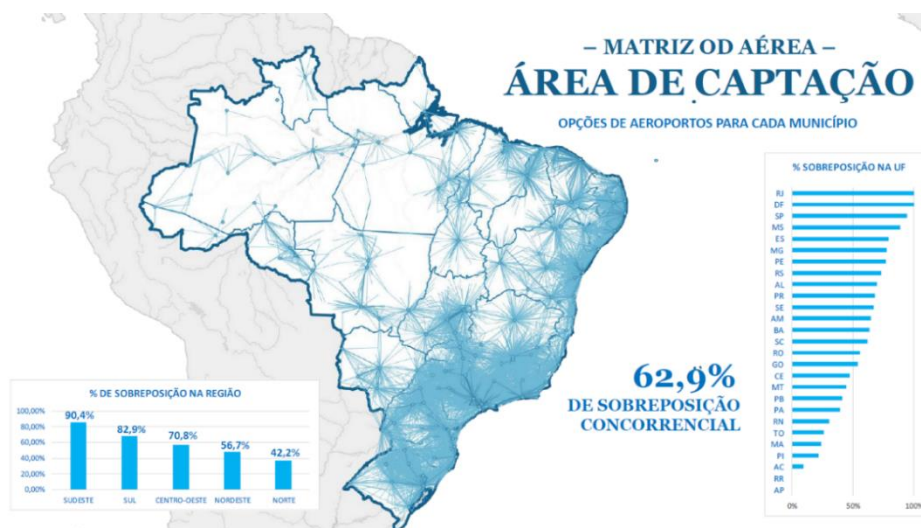 – MATRIZ OD AÉREA –
ÁREA DE CAPTAÇÃO
OPÇÕES DE AEROPORTOS PARA CADA MUNICÍPIO
% SOBREPOSIÇÃO NA UF
RJ
DF
SP
MS
ES
MG
PE
RS
AL
PR
SE
AM
BA
SC
RO
GO
CE
MT
PB
PA
RN
TO
MA
PI
AC
RR
AP
0%
50%
100%
62,9%
DE SOBREPOSIÇÃO
CONCORRENCIAL
% DE SOBREPOSIÇÃO NA REGIÃO
100,00%
80,00%
60,00%
40,00%
20,00%
0,00%
90,4%
82,9%
70,8%
56,7%
42,2%
SUDESTE
SUL
CENTRO-OESTE
NORDESTE
NORTE